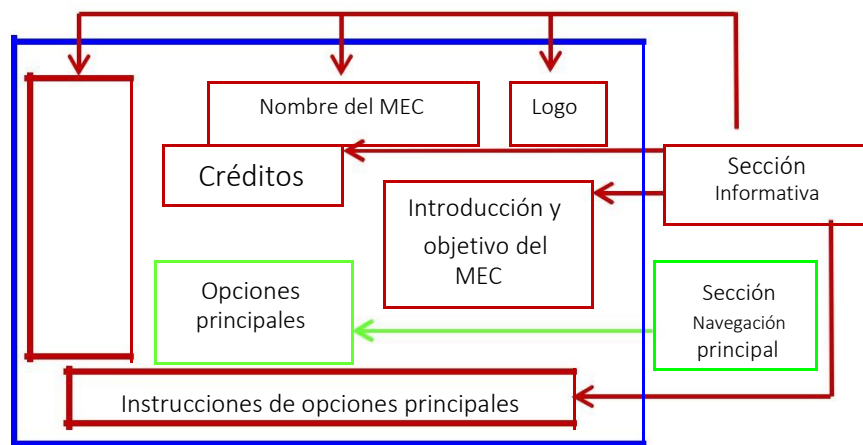 Nombre del MEC
Logo
Créditos
Sección
Informativa
Introducción y
objetivo del
MEC
Opciones
principales
Sección
Navegación
principal
Instrucciones de opciones principales